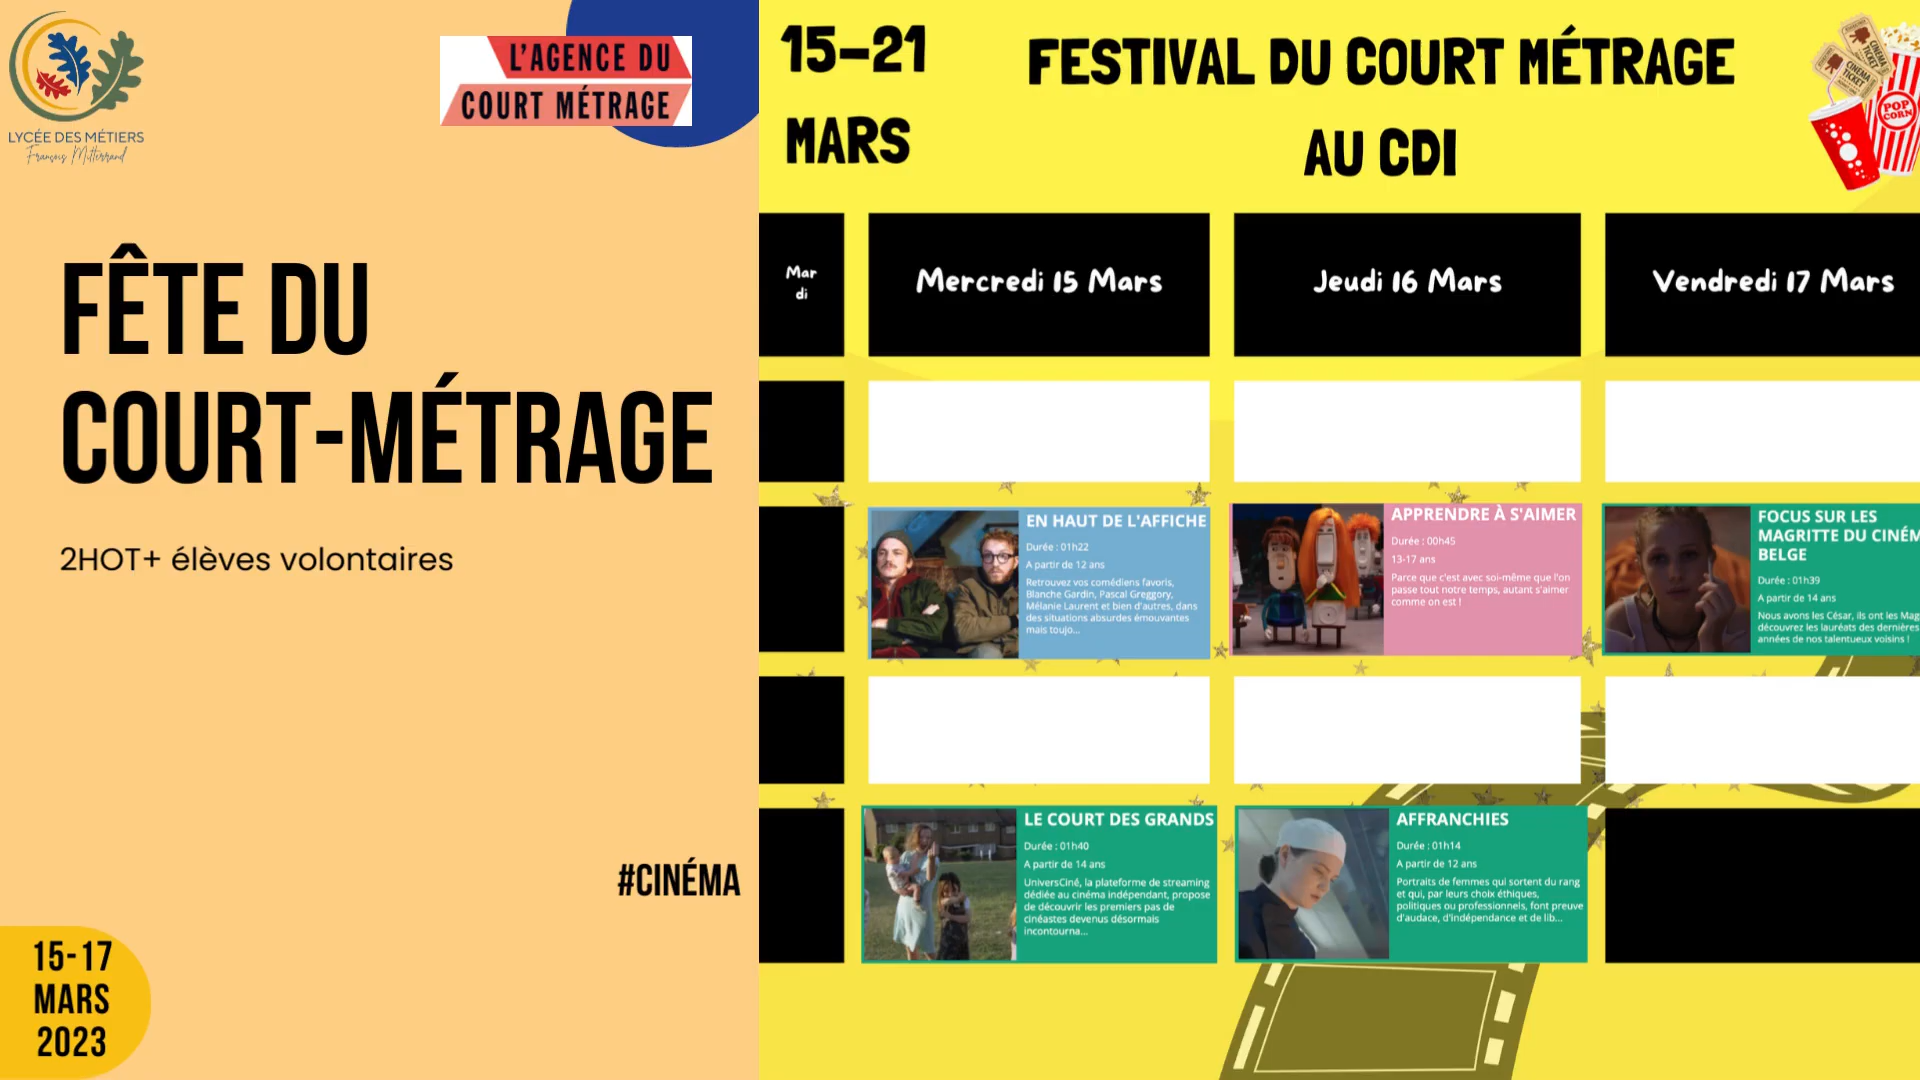 LYCÉE DES MÉTIERS
François Mitterrand
L'AGENCE DU
COURT MÉTRAGE
FÊTE DU
COURT-MÉTRAGE
2HOT+ élèves volontaires
#CINÉMA
15-17
MARS
2023
15-21
MARS
FESTIVAL DU COURT MÉTRAGE
AU CDI
CINEMA
TICKET
CINEMA
TICKET
POP
CORN
Mar
di
Mercredi 15 Mars
Jeudi 16 Mars
Vendredi 17 Mars
EN HAUT DE L'AFFICHE
Durée : 01h22
A partir de 12 ans
Retrouvez vos comédiens favoris,
Blanche Gardin, Pascal Greggory,
Mélanie Laurent et bien d'autres, dans
des situations absurdes émouvantes
mais toujo...
APPRENDRE À S'AIMER
Durée : 00h45
13-17 ans
Parce que c'est avec soi-même que l'on
passe tout notre temps, autant s'aimer
comme on est !
FOCUS SUR LES
MAGRITTE DU CINÉM
BELGE
Durée : 01h39
A partir de 14 ans
Nous avons les César, ils ont les Mag
découvrez les lauréats des dernières
années de nos talentueux voisins !
LE COURT DES GRANDS
Durée : 01h40
A partir de 14 ans
UniversCiné, la plateforme de streaming
dédiée au cinéma indépendant, propose
de découvrir les premiers pas de
cinéastes devenus désormais
incontourna...
AFFRANCHIES
Durée : 01h14
A partir de 12 ans
Portraits de femmes qui sortent du rang
et qui, par leurs choix éthiques,
politiques ou professionnels, font preuve
d'audace, d'indépendance et de lib...